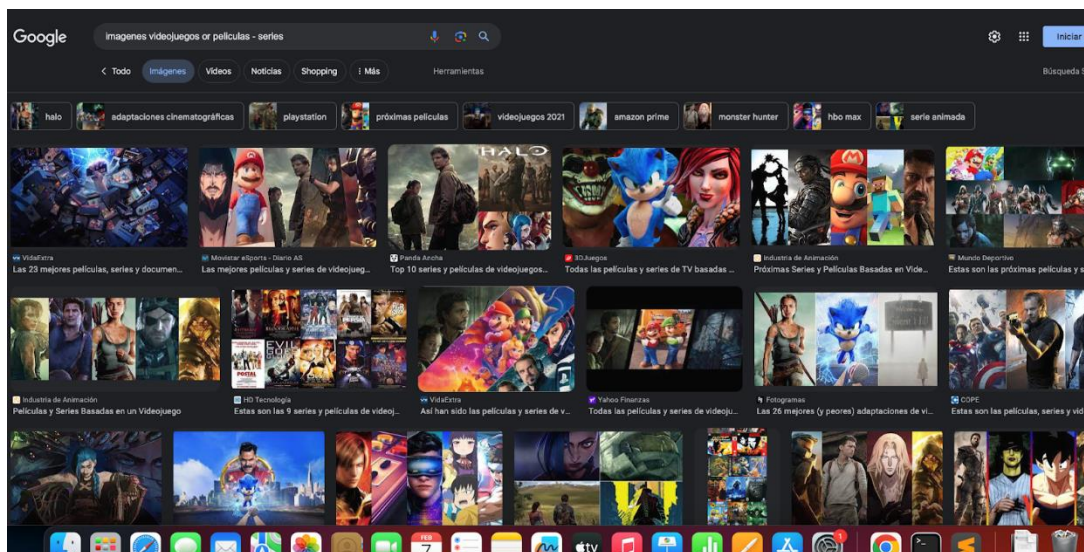 Google
imagenes videojuegos or peliculas - series
Iniciar
Todo Imágenes Vídeos Noticias Shopping Más Herramientas Búsqueda S
halo adaptaciones cinematográficas playstation próximas películas videojuegos 2021 amazon prime monster hunter hbo max serie animada
HALO
VidaExtra
Las 23 mejores películas, series y documen...
Movistar eSports - Diario AS
Las mejores películas y series de videojueg...
Panda Ancha
Top 10 series y películas de videojuegos...
3DJuegos
Todas las películas y series de TV basadas ...
Industria de Animación
Próximas Series y Películas Basadas en Vide...
Mundo Deportivo
Estas son las próximas películas y s
POSTAL
Industria de Animación
Películas y Series Basadas en un Videojuego
HD Tecnología
Estas son las 9 series y películas de videoj...
VidaExtra
Así han sido las películas y series de v...
Yahoo Finanzas
Todas las películas y series de videoju...
Fotogramas
Las 26 mejores (y peores) adaptaciones de vi...
COPE
Estas son las películas, series y vid
FEB
7
tv